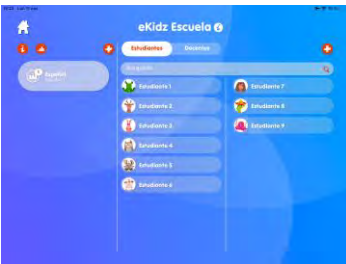 eKidz Escuela
Estudiantes
Docentes
Búsqueda
Español
Estudiante 1
Estudiante 2
Estudiante 3
Estudiante 4
Estudiante 5
Estudiante 6
Estudiante 7
Estudiante 8
Estudiante 9